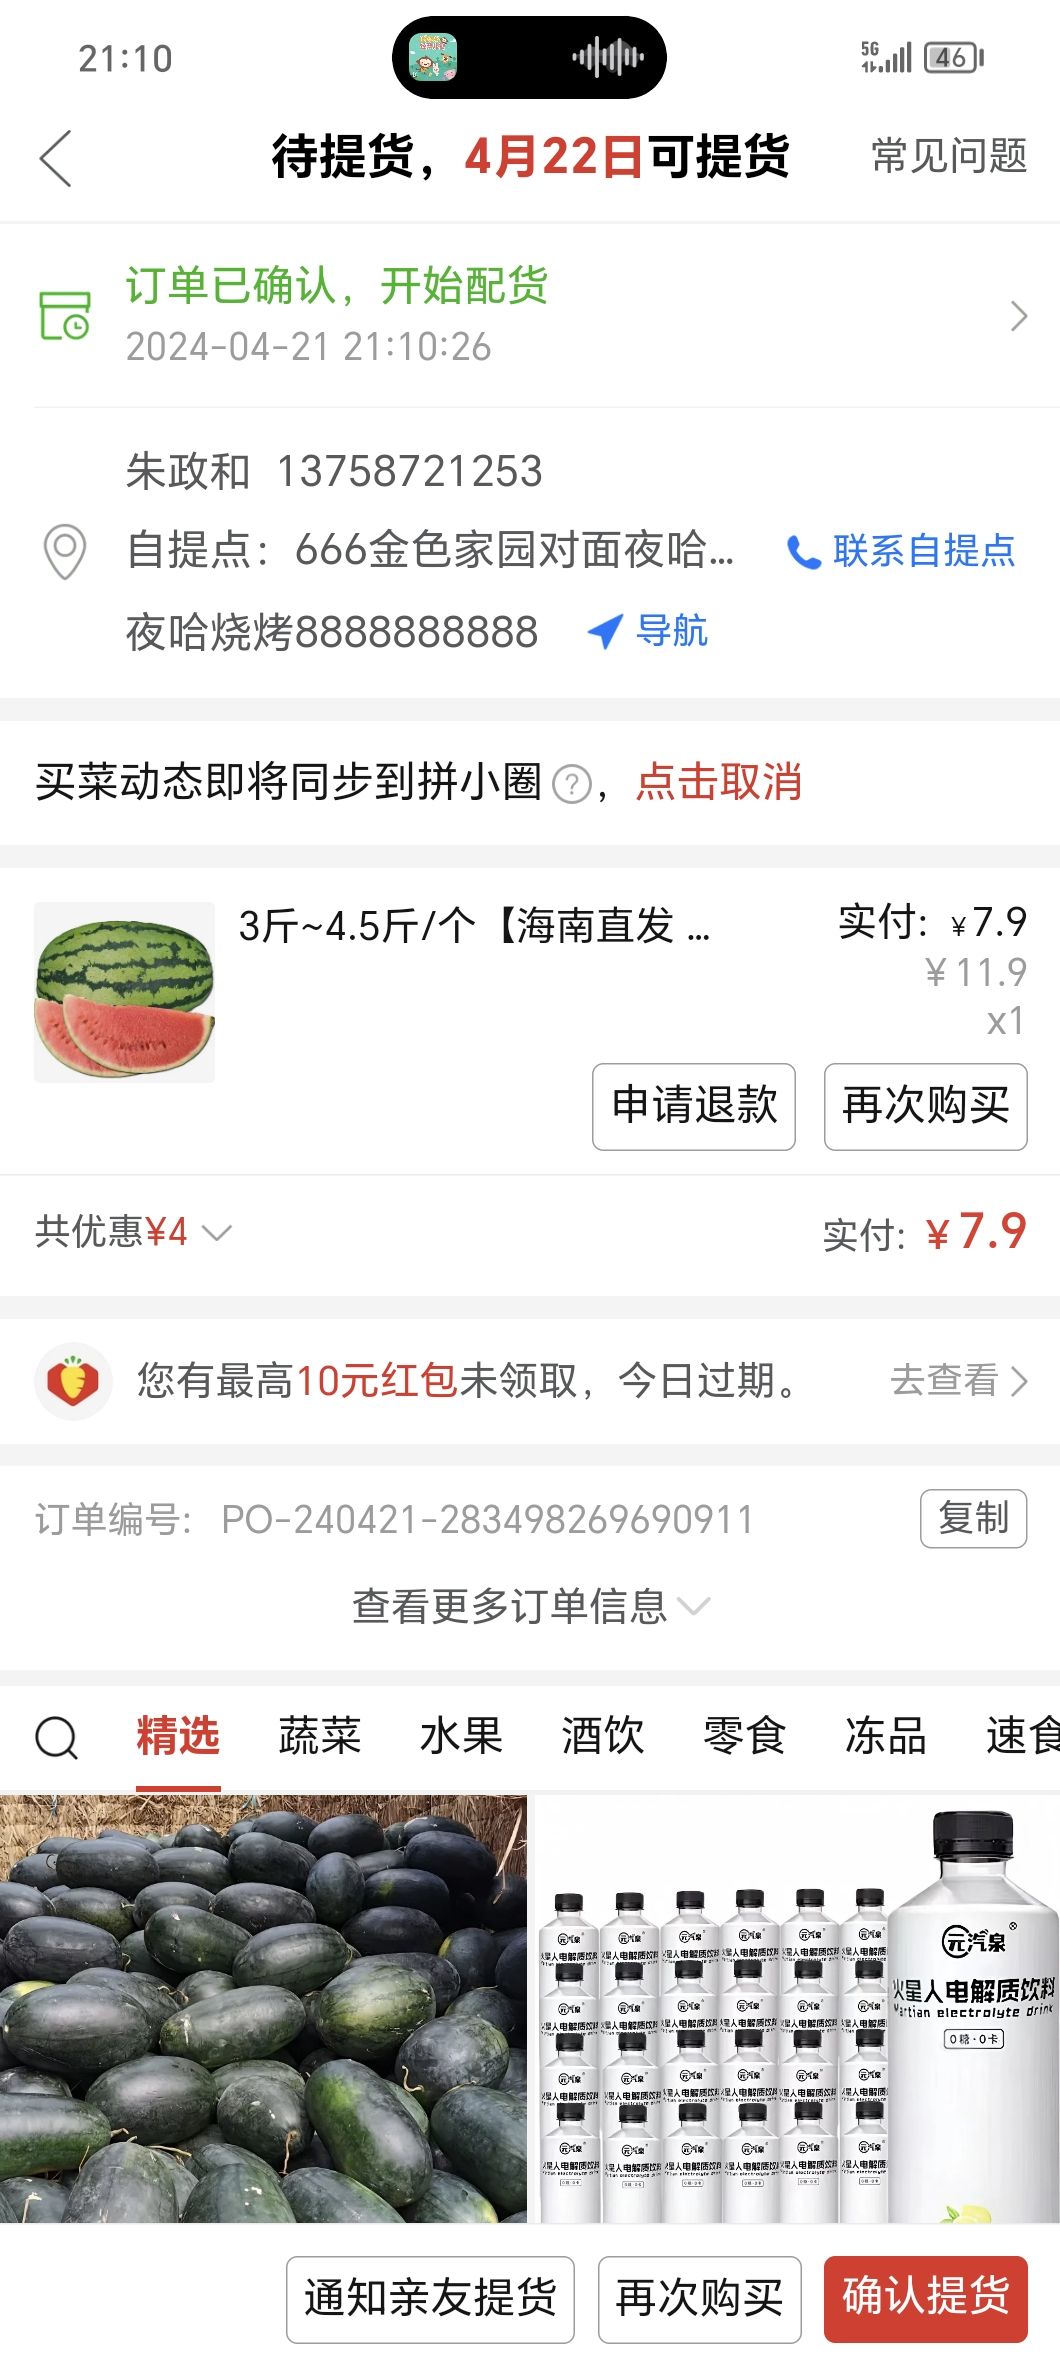 21:10
5G
46
待提货，4月22日可提货
常见问题
订单已确认，开始配货
2024-04-21 21:10:26
朱政和 13758721253
自提点：666金色家园对面夜哈...
联系自提点
夜哈烧烤8888888888
导航
买菜动态即将同步到拼小圈?，点击取消
3斤~4.5斤/个【海南直发 ...
实付: ¥7.9
¥11.9
x1
申请退款
再次购买
共优惠¥4
实付: ¥7.9
您有最高10元红包未领取，今日过期。
去查看
订单编号: PO-240421-283498269690911
复制
查看更多订单信息
精选 蔬菜 水果 酒饮 零食 冻品 速食
元汽泉
火星人电解质饮料
Martian electrolyte drink
0糖·0卡
通知亲友提货
再次购买
确认提货